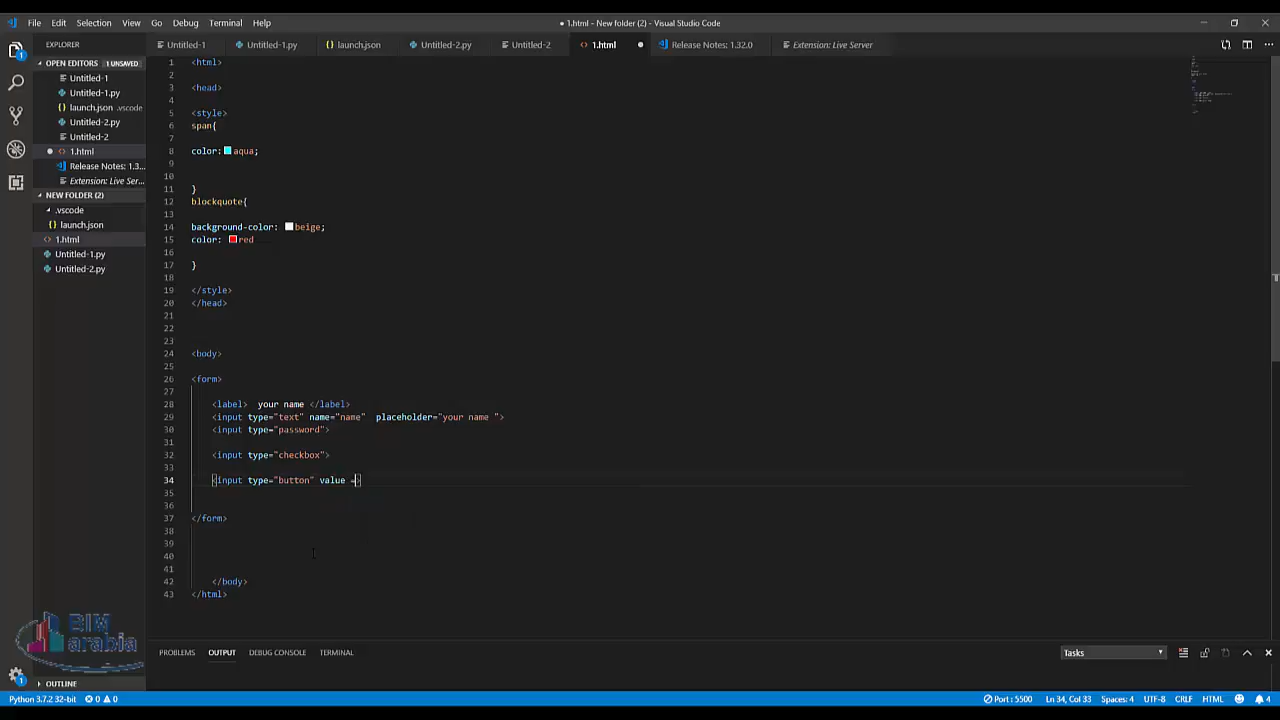 File Edit Selection View Go Debug Terminal Help
● 1.html - New folder (2) - Visual Studio Code
EXPLORER
Untitled-1
Untitled-1.py
launch.json
Untitled-2.py
Untitled-2
<> 1.html ●
Release Notes: 1.32.0
Extension: Live Server
OPEN EDITORS 1 UNSAVED
Untitled-1
Untitled-1.py
launch.json .vscode
Untitled-2.py
Untitled-2
● <> 1.html
Release Notes: 1.3...
Extension: Live Ser...
NEW FOLDER (2)
.vscode
launch.json
<> 1.html
Untitled-1.py
Untitled-2.py
1 <html>
2
3 <head>
4
5 <style>
6 span{
7
8 color: aqua;
9
10
11 }
12 blockquote{
13
14 background-color: beige;
15 color: red
16
17 }
18
19 </style>
20 </head>
21
22
23
24 <body>
25
26 <form>
27
28 <label>  your name </label>
29 <input type="text" name="name"  placeholder="your name ">
30 <input type="password">
31
32 <input type="checkbox">
33
34 <input type="button" value =>
35
36
37 </form>
38
39
40
41
42 </body>
43 </html>
BIM
arabia
PROBLEMS OUTPUT DEBUG CONSOLE TERMINAL
Tasks
OUTLINE
1
1
Python 3.7.2 32-bit 0 0
Port : 5500 Ln 34, Col 33 Spaces: 4 UTF-8 CRLF HTML 4